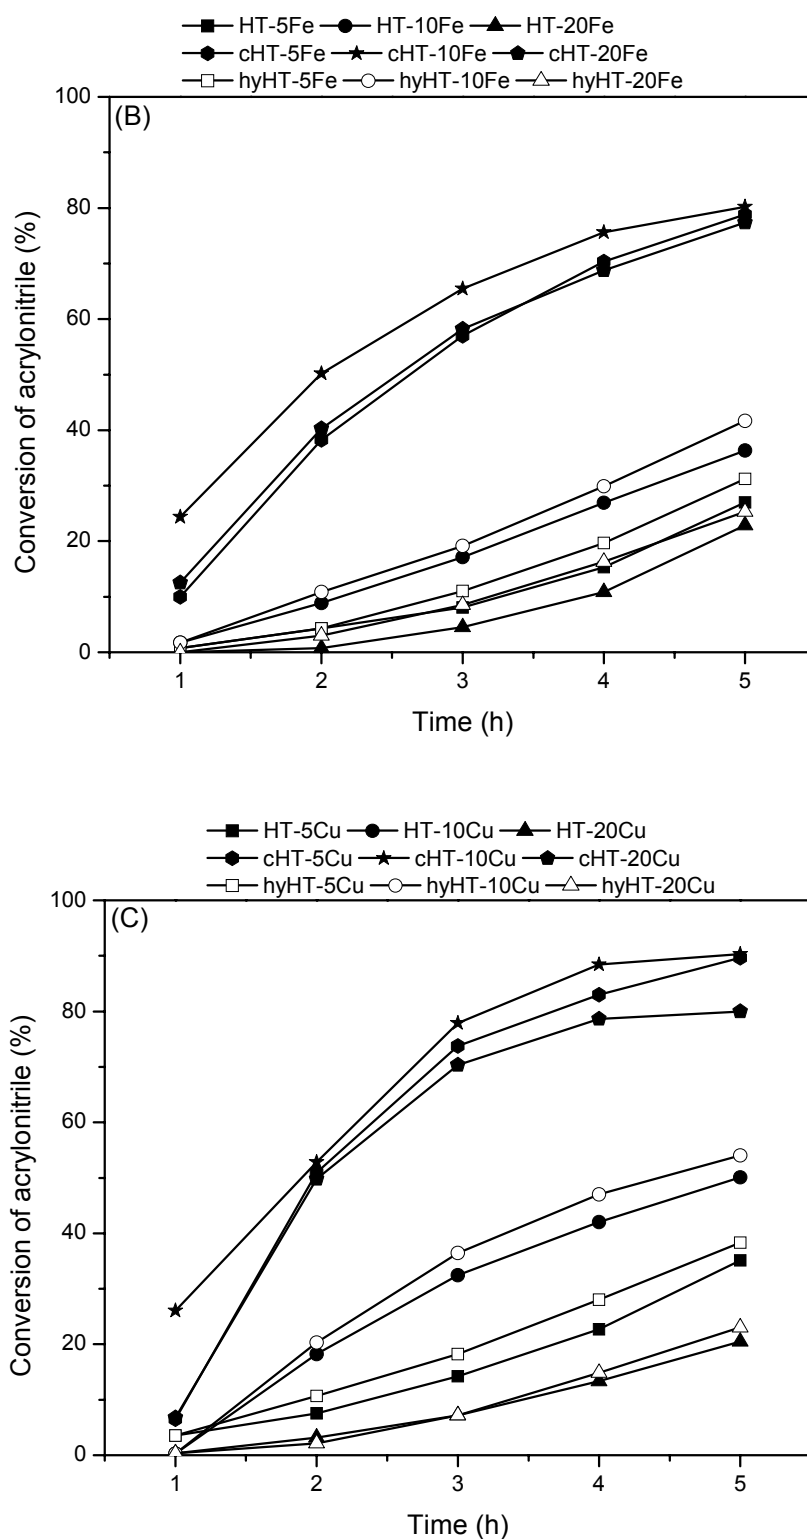 HT-5Fe HT-10Fe HT-20Fe
cHT-5Fe cHT-10Fe cHT-20Fe
hyHT-5Fe hyHT-10Fe hyHT-20Fe
(B)
Conversion of acrylonitrile (%)
100
80
60
40
20
0
1 2 3 4 5
Time (h)
HT-5Cu HT-10Cu HT-20Cu
cHT-5Cu cHT-10Cu cHT-20Cu
hyHT-5Cu hyHT-10Cu hyHT-20Cu
(C)
Conversion of acrylonitrile (%)
100
80
60
40
20
0
1 2 3 4 5
Time (h)